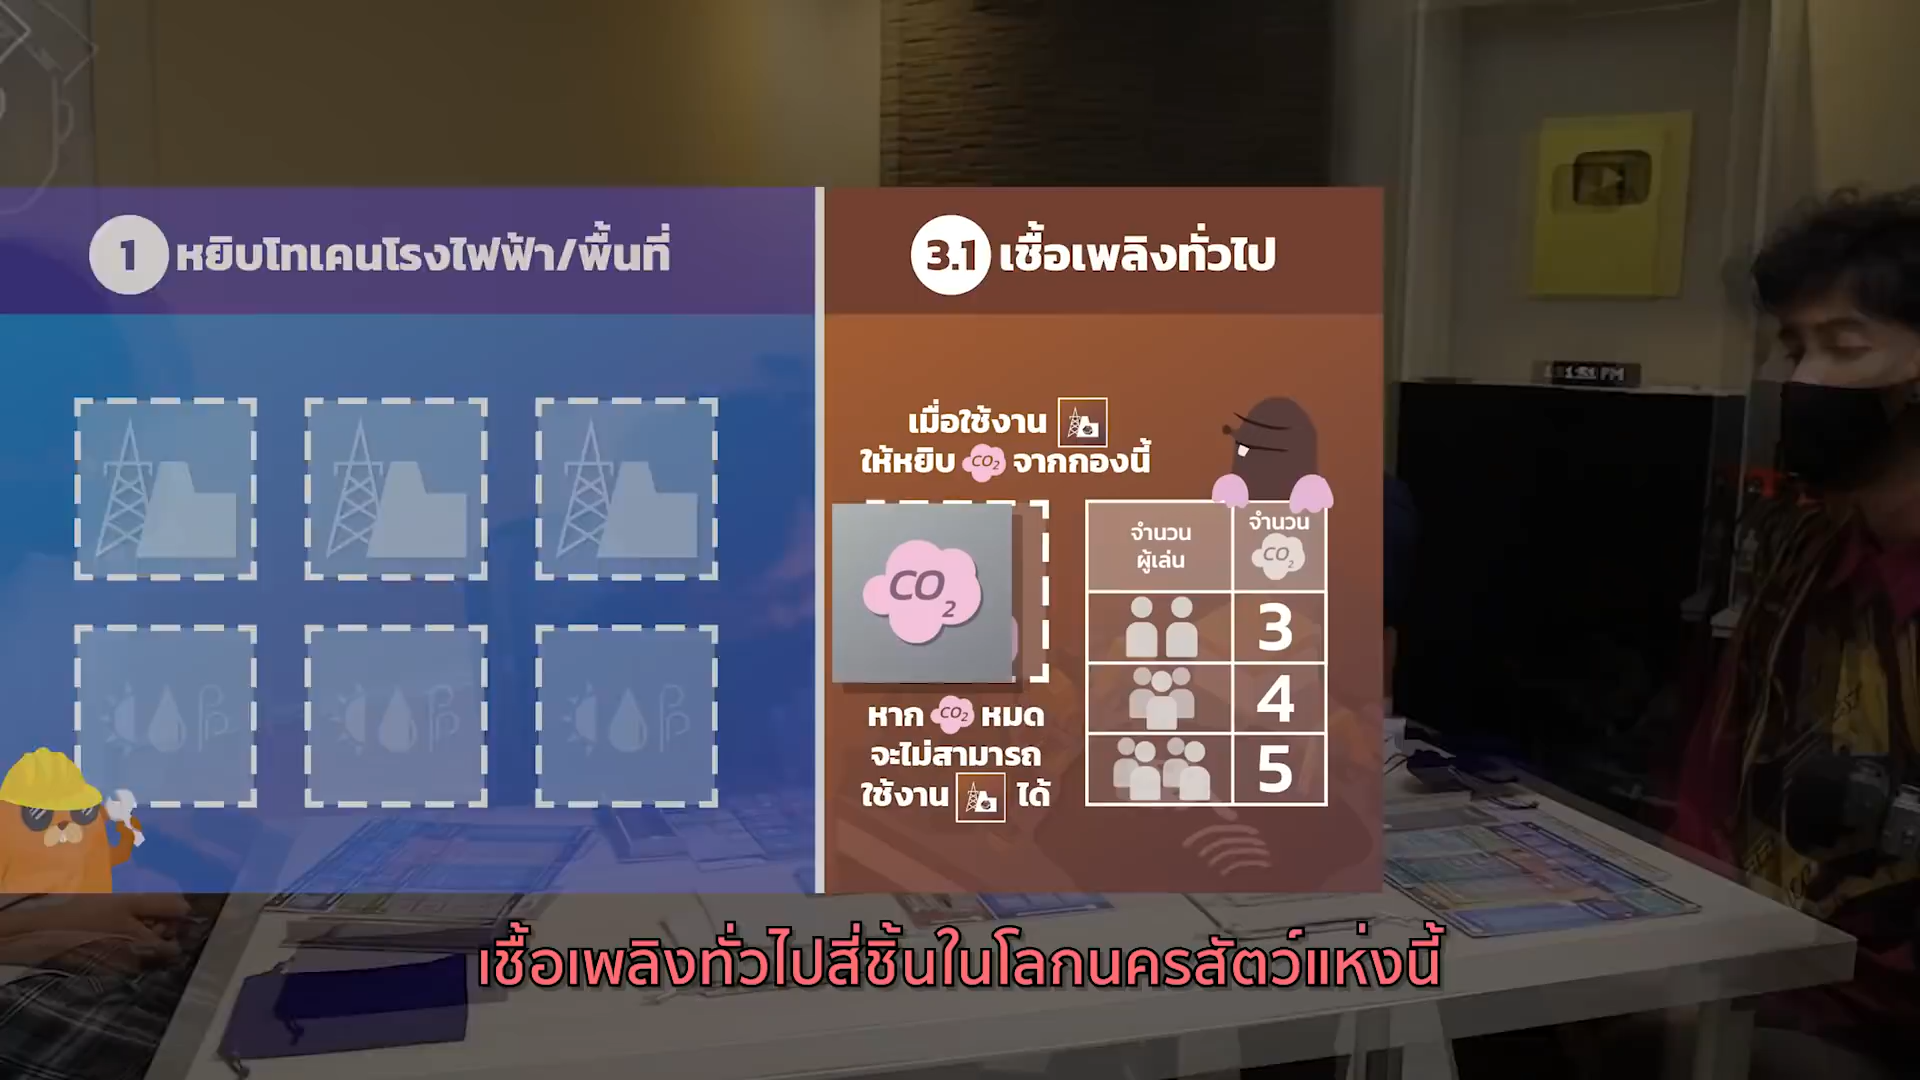 1 หยิบโทเคนโรงไฟฟ้า/พื้นที่
3.1 เชื้อเพลิงทั่วไป
เมื่อใช้งาน
ให้หยิบ CO2 จากกองนี้
CO2
หาก CO2 หมด
จะไม่สามารถ
ใช้งาน ได้
จำนวน
ผู้เล่น
จำนวน
CO2
3
4
5
เชื้อเพลิงทั่วไปสี่ชิ้นในโลกนครสัตว์แห่งนี้